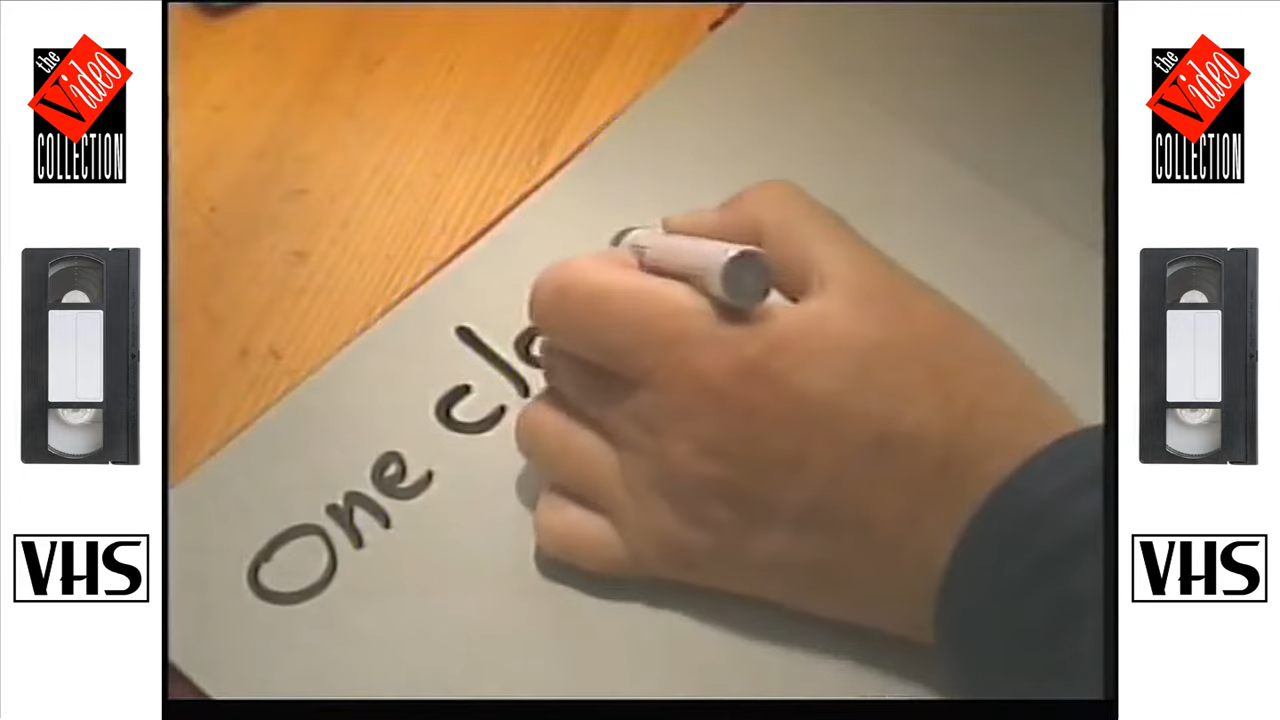 the
Video
COLLECTION
VHS
One cl
the
Video
COLLECTION
VHS